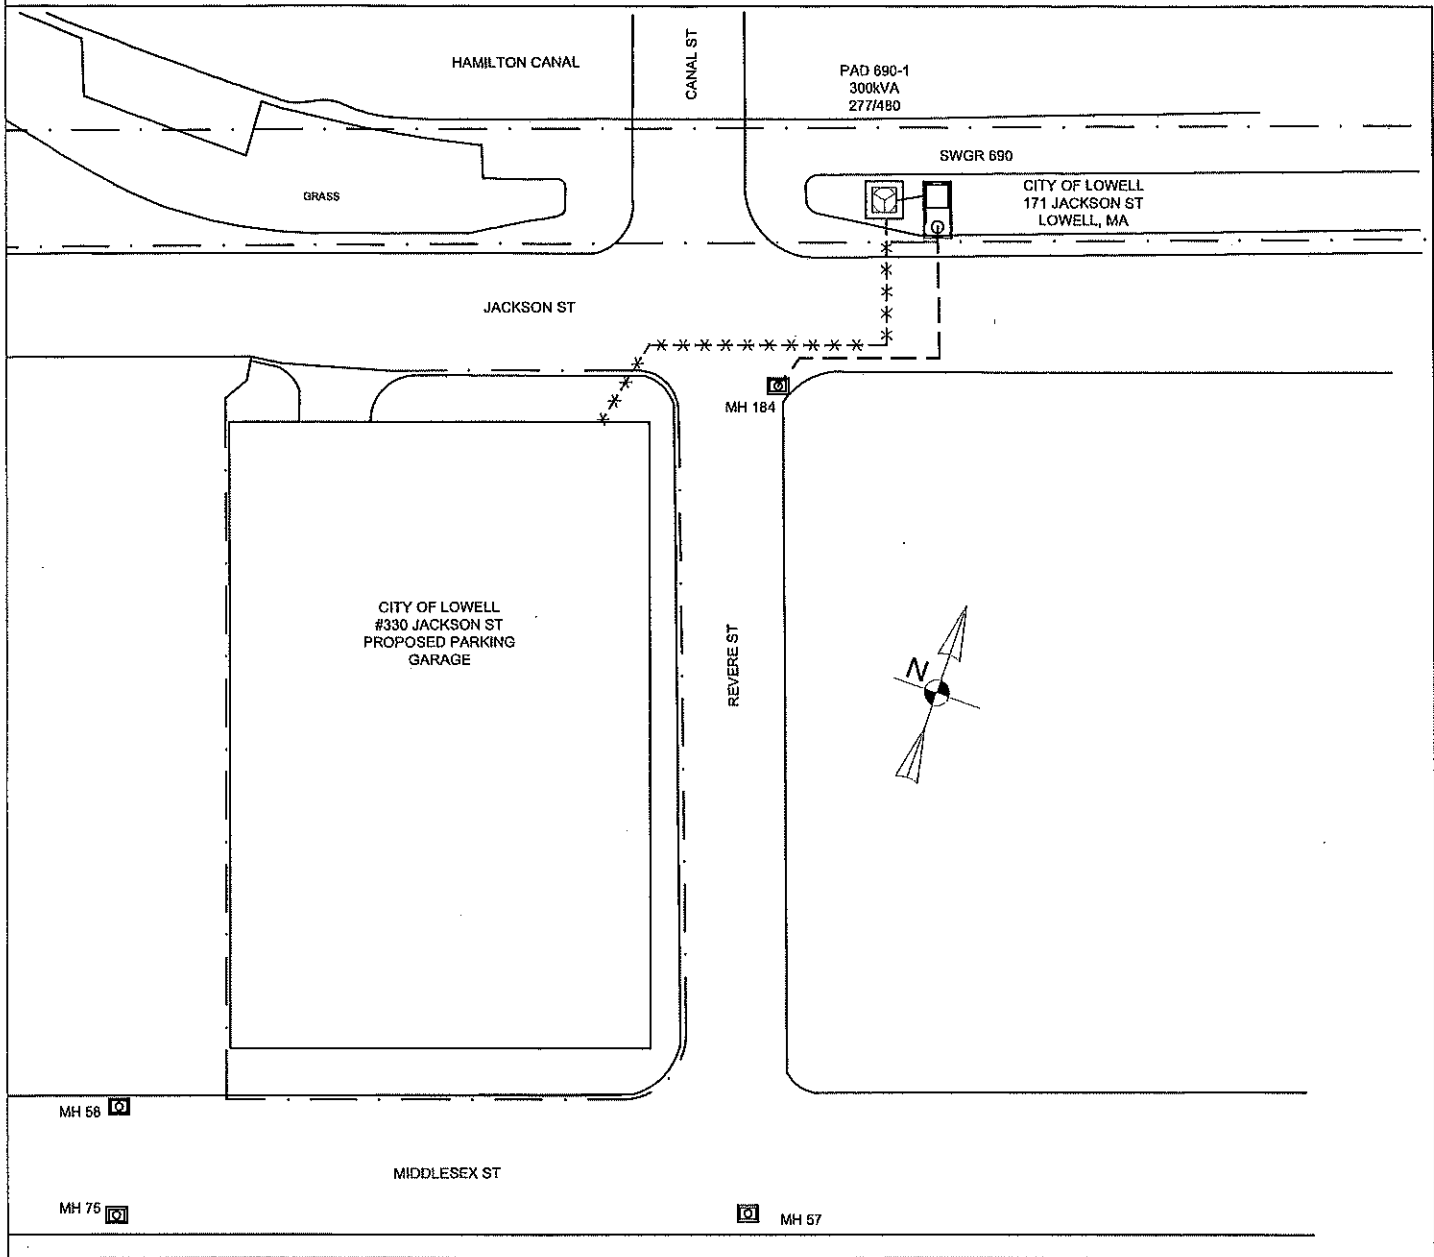 HAMILTON CANAL
CANAL ST
PAD 690-1
300kVA
277/480
SWGR 690
GRASS
CITY OF LOWELL
171 JACKSON ST
LOWELL, MA
JACKSON ST
MH 184
CITY OF LOWELL
#330 JACKSON ST
PROPOSED PARKING
GARAGE
REVERE ST
N
MH 58
MIDDLESEX ST
MH 75
MH 57